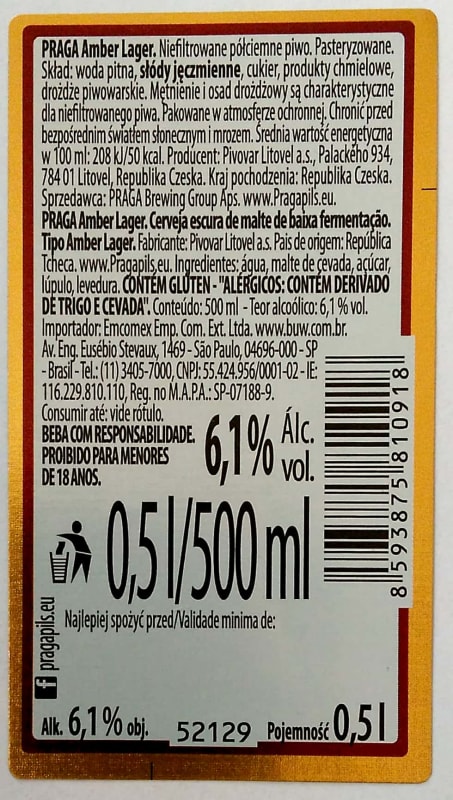 PRAGA Amber Lager. Niefiltrowane półciemne piwo. Pasteryzowane.
Skład: woda pitna, słody jęczmienne, cukier, produkty chmielowe,
drożdże piwowarskie. Mętnienie i osad drożdżowy są charakterystyczne
dla niefiltrowanego piwa. Pakowane w atmosferze ochronnej. Chronić przed
bezpośrednim światłem słonecznym i mrozem. Średnia wartość energetyczna
w 100 ml: 208 kJ/50 kcal. Producent: Pivovar Litovel a.s., Palackého 934,
784 01 Litovel, Republika Czeska. Kraj pochodzenia: Republika Czeska.
Sprzedawca: PRAGA Brewing Group Aps. www.Pragapils.eu.
PRAGA Amber Lager. Cerveja escura de malte de baixa fermentação.
Tipo Amber Lager. Fabricante: Pivovar Litovel a.s. Pais de origem: República
Tcheca. www.Pragapils.eu. Ingredientes: água, malte de cevada, açúcar,
lúpulo, levedura. CONTÉM GLÚTEN - "ALÉRGICOS: CONTÉM DERIVADO
DE TRIGO E CEVADA". Conteúdo: 500 ml - Teor alcoólico: 6,1 % vol.
Importador: Emcomex Emp. Com. Ext. Ltda. www.buw.com.br.
Av. Eng. Eusébio Stevaux, 1469 - São Paulo, 04696-000 - SP
- Brasil - Tel.: (11) 3405-7000, CNPJ: 55.424.956/0001-02 - IE:
116.229.810.110, Reg. no M.A.P.A.: SP-07188-9.
Consumir até: vide rótulo.
BEBA COM RESPONSABILIDADE.
PROIBIDO PARA MENORES
DE 18 ANOS.
6,1% Álc.
vol.
8 593875 810918
0,5 l/500 ml
Najlepiej spożyć przed/Validade minima de:
f pragapils.eu
Alk. 6,1% obj.
52129
Pojemność 0,5 l